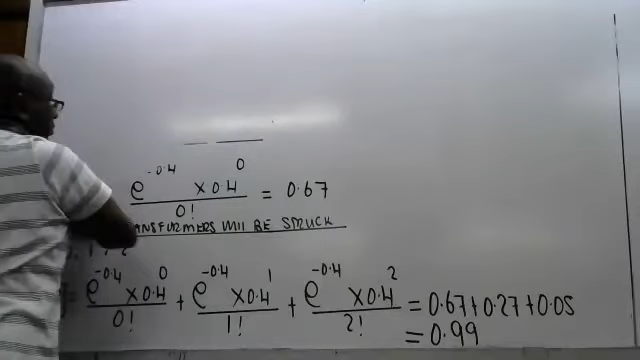 e^-0.4 × 0.4^0 / 0! = 0.67
TRANSFORMERS WILL BE STRUCK
= e^-0.4 × 0.4^0 / 0! + e^-0.4 × 0.4^1 / 1! + e^-0.4 × 0.4^2 / 2! = 0.67+0.27+0.05
= 0.99